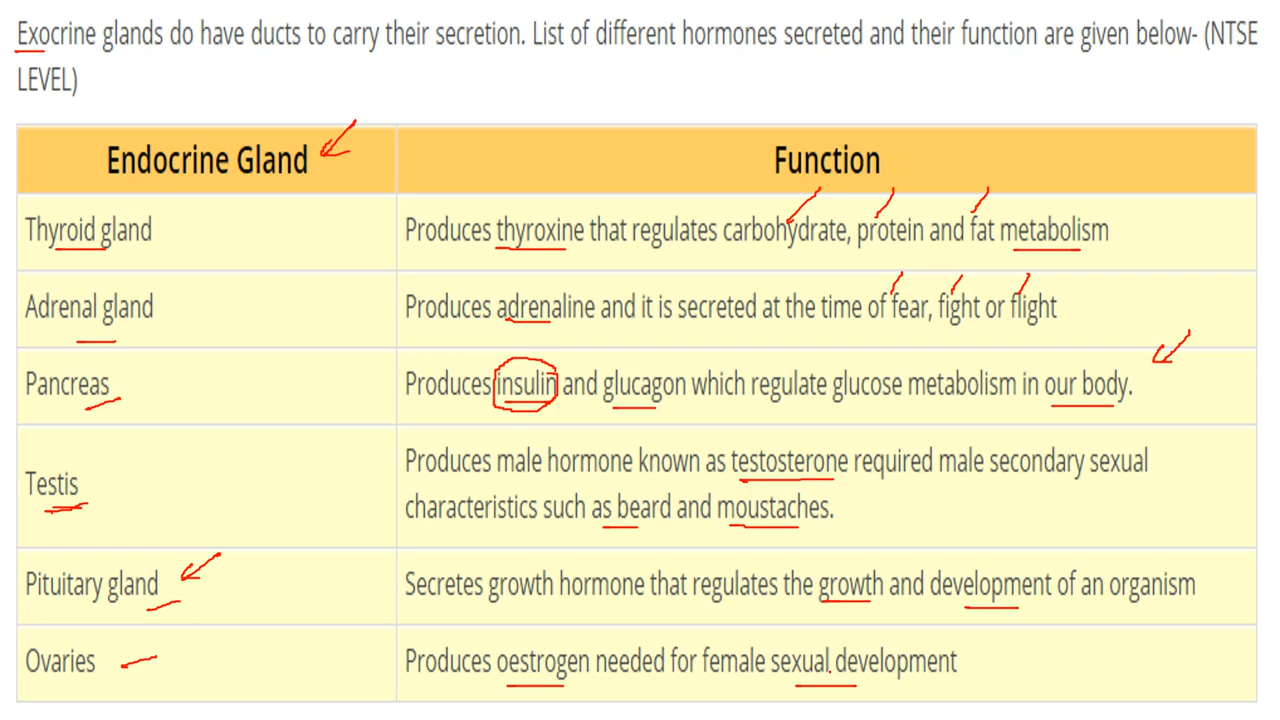 Exocrine glands do have ducts to carry their secretion. List of different hormones secreted and their function are given below- (NTSE
LEVEL)
Endocrine Gland Function
Thyroid gland Produces thyroxine that regulates carbohydrate, protein and fat metabolism
Adrenal gland Produces adrenaline and it is secreted at the time of fear, fight or flight
Pancreas Produces insulin and glucagon which regulate glucose metabolism in our body.
Testis Produces male hormone known as testosterone required male secondary sexual
characteristics such as beard and moustaches.
Pituitary gland Secretes growth hormone that regulates the growth and development of an organism
Ovaries Produces oestrogen needed for female sexual development